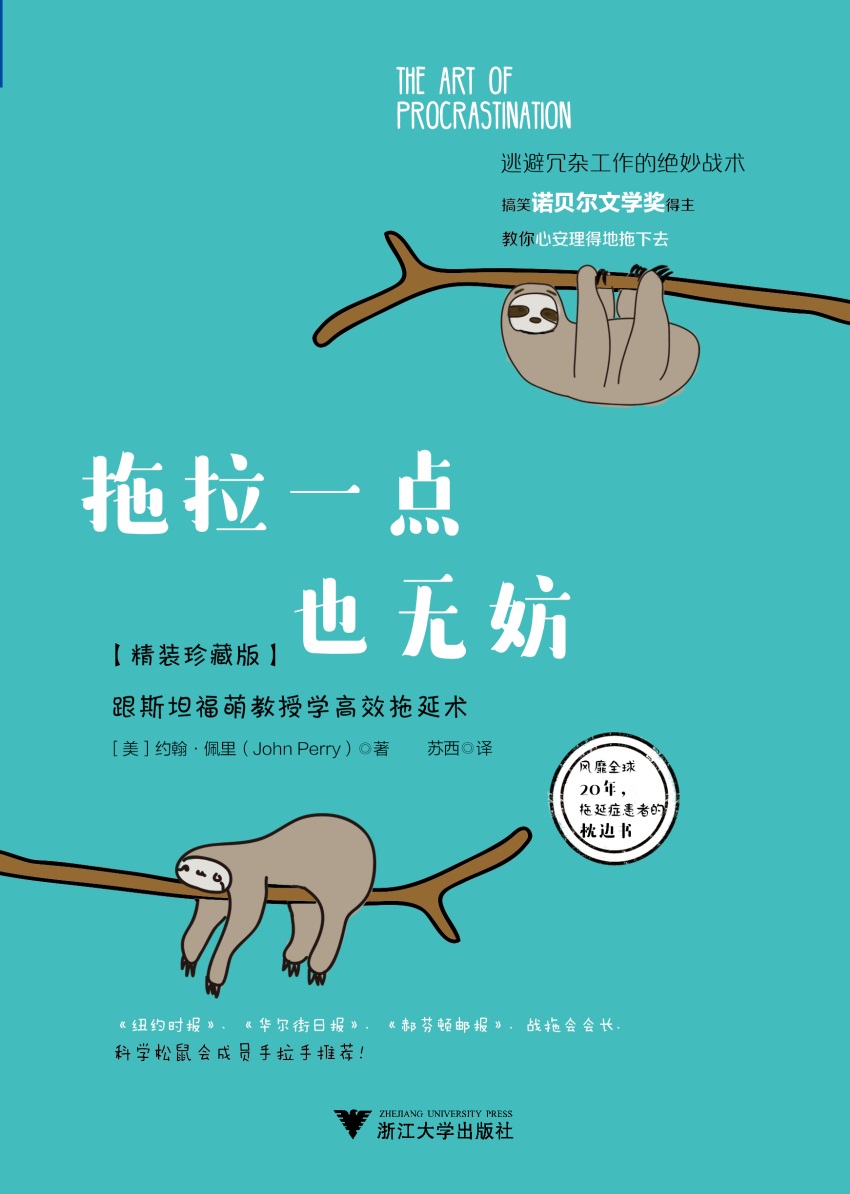 THE ART OF
PROCRASTINATION
逃避冗杂工作的绝妙战术
搞笑诺贝尔文学奖得主
教你心安理得地拖下去
拖拉一点
也无妨
【精装珍藏版】
跟斯坦福萌教授学高效拖延术
[美]约翰·佩里(John Perry)◎著 苏西◎译
风靡全球
20年,
拖延症患者的
枕边书
《纽约时报》、《华尔街日报》、《赫芬顿邮报》、战拖会会长、
科学松鼠会成员手拉手推荐!
ZHEJIANG UNIVERSITY PRESS
浙江大学出版社